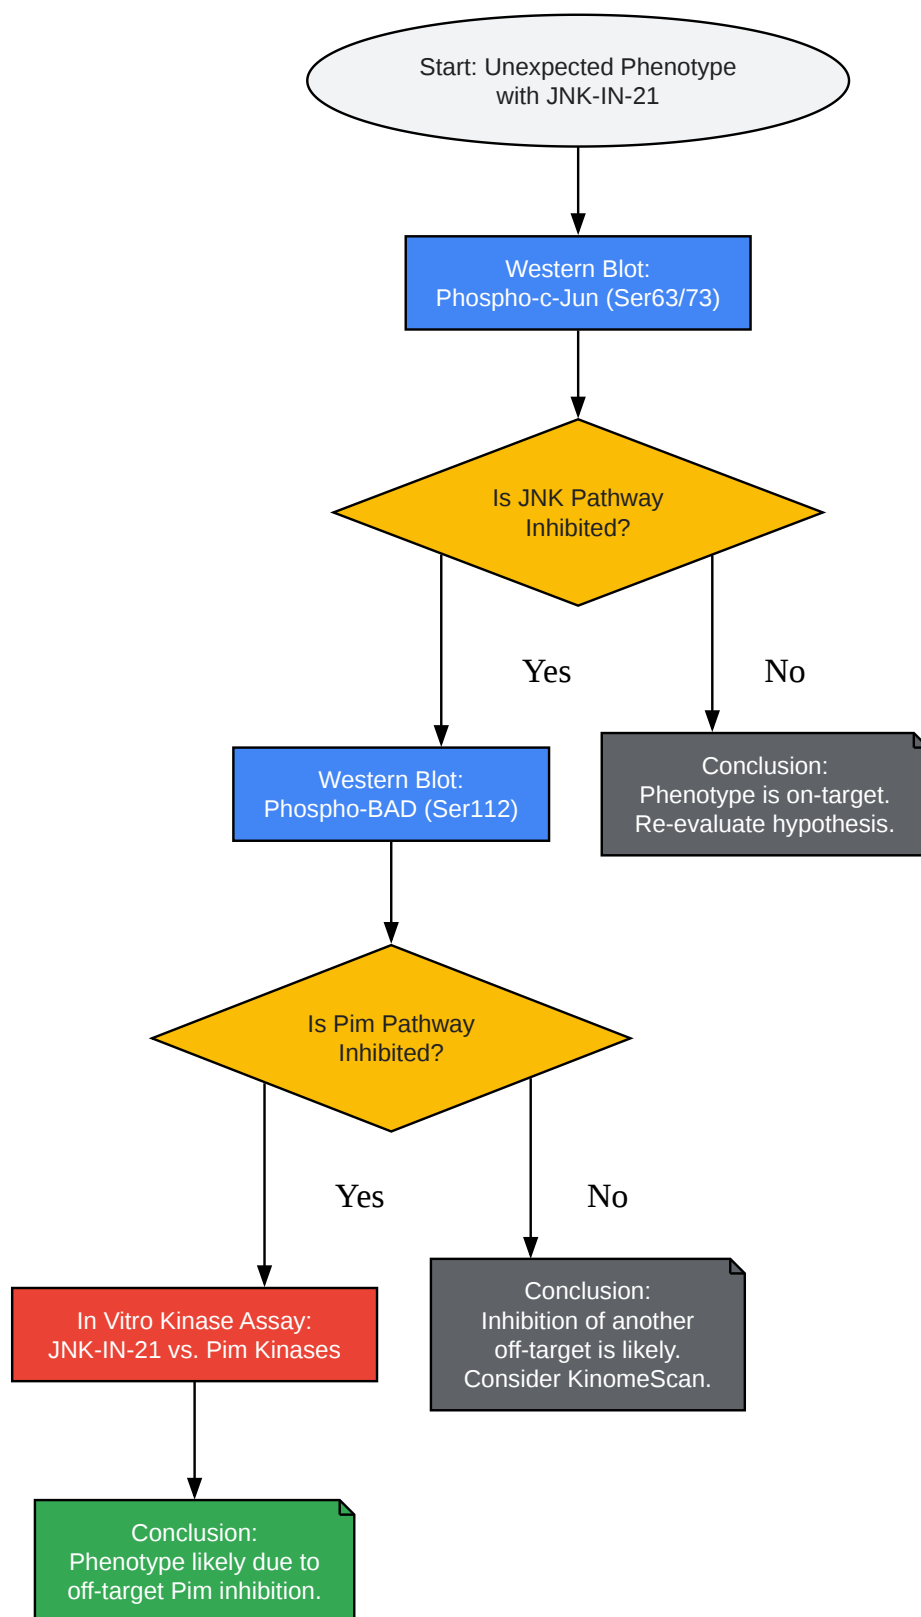 Start: Unexpected Phenotype
with JNK-IN-21
Western Blot:
Phospho-c-Jun (Ser63/73)
Is JNK Pathway
Inhibited?
Yes
No
Western Blot:
Phospho-BAD (Ser112)
Conclusion:
Phenotype is on-target.
Re-evaluate hypothesis.
Is Pim Pathway
Inhibited?
Yes
No
In Vitro Kinase Assay:
JNK-IN-21 vs. Pim Kinases
Conclusion:
Inhibition of another
off-target is likely.
Consider KinomeScan.
Conclusion:
Phenotype likely due to
off-target Pim inhibition.